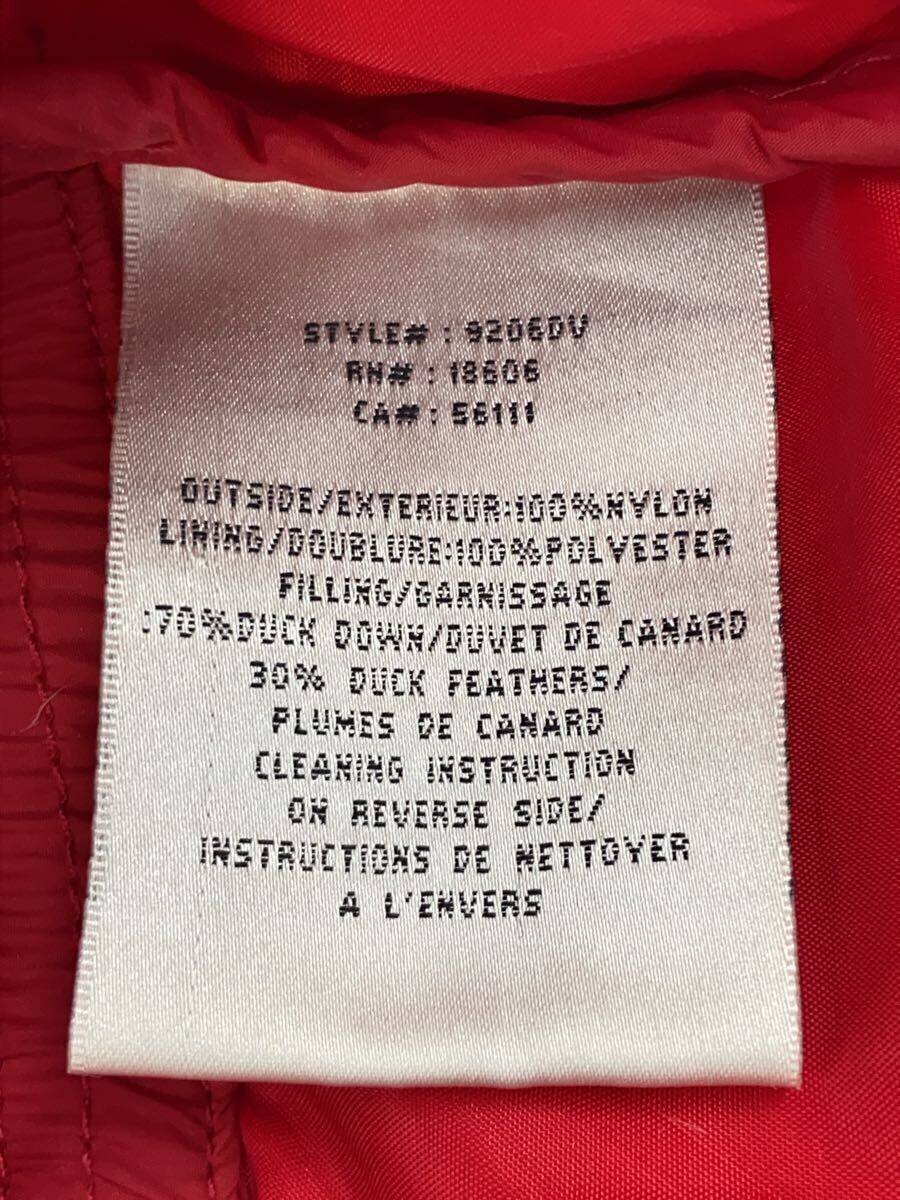 STYLE# : 9206DV
RN# : 18606
CA# : 56111
OUTSIDE/EXTERIEUR:100%NYLON
LINING/DOUBLURE:100%POLYESTER
FILLING/GARNISSAGE
:70%DUCK DOWN/DUVET DE CANARD
30% DUCK FEATHERS/
PLUMES DE CANARD
CLEANING INSTRUCTION
ON REVERSE SIDE/
INSTRUCTIONS DE NETTOYER
A L'ENVERS